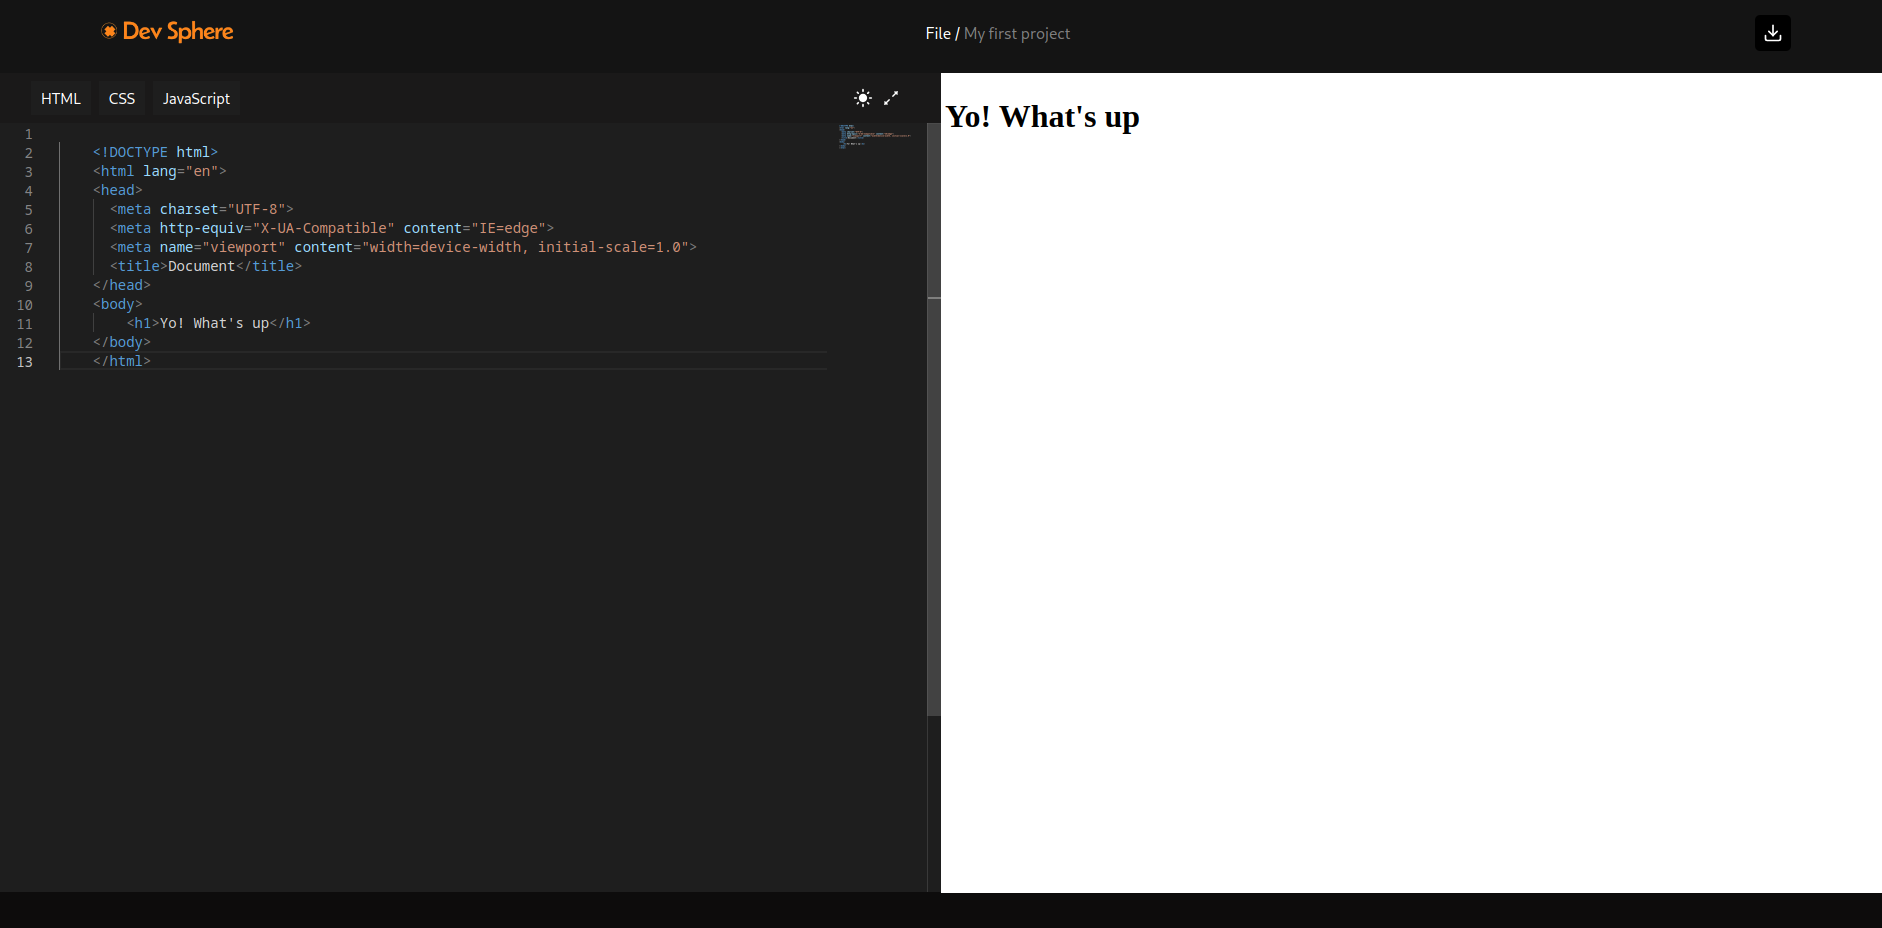 Dev Sphere
File / My first project
HTML CSS JavaScript
1
2 <!DOCTYPE html>
3 <html lang="en">
4 <head>
5 <meta charset="UTF-8">
6 <meta http-equiv="X-UA-Compatible" content="IE=edge">
7 <meta name="viewport" content="width=device-width, initial-scale=1.0">
8 <title>Document</title>
9 </head>
10 <body>
11 <h1>Yo! What's up</h1>
12 </body>
13 </html>
Yo! What's up